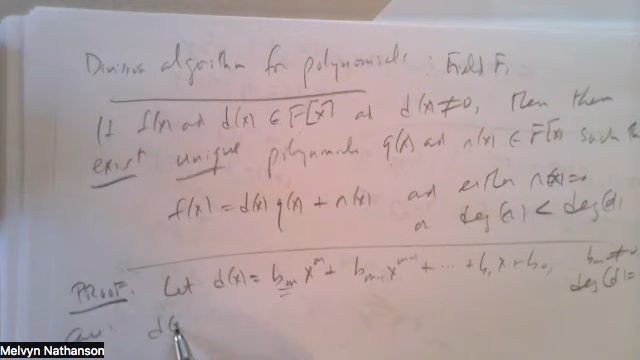 Division algorithm for polynomials : Field F.
If f(x) and d(x) ∈ F[x] and d(x) ≠ 0, then there
exist unique polynomials q(x) and r(x) ∈ F[x] such
f(x) = d(x) q(x) + r(x) and either r(x) =
or deg(r) < deg(d)
PROOF. Let d(x) = b_m x^m + b_{m-1} x^{m-1} + ... + b_1 x + b_0, b_m ≠ 0
deg(d) =
d(
Melvyn Nathanson